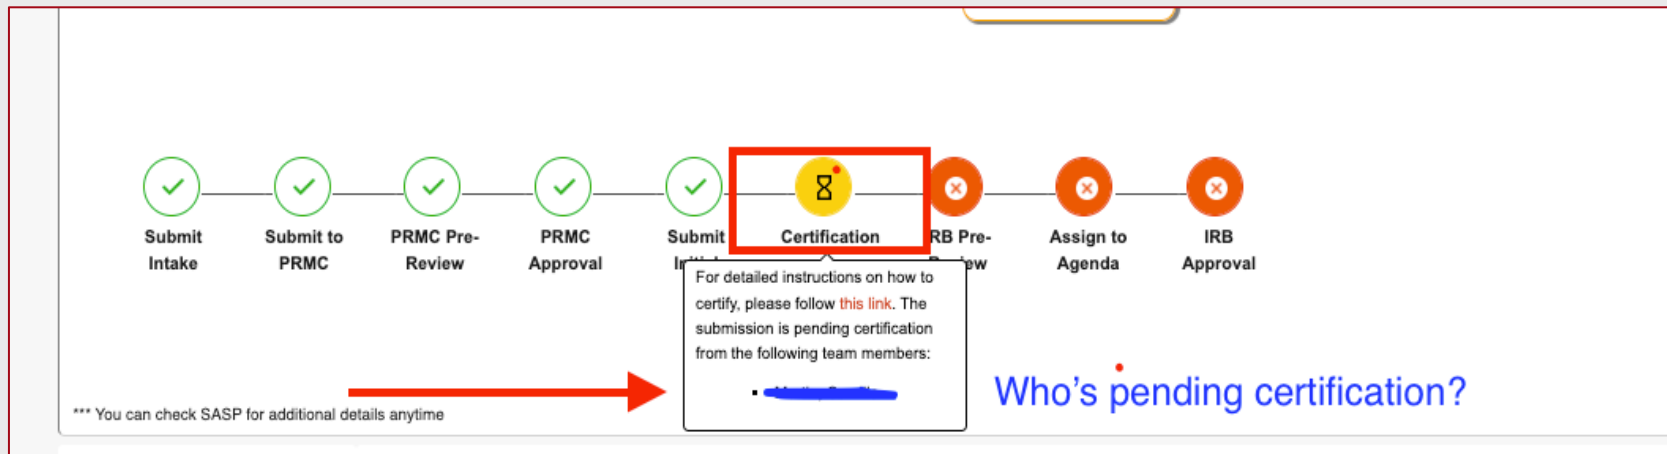 Submit
Intake
Submit to
PRMC
PRMC Pre-
Review
PRMC
Approval
Submit
Certification
RB Pre-
Assign to
Agenda
IRB
Approval
For detailed instructions on how to
certify, please follow this link. The
submission is pending certification
from the following team members:
Who's pending certification?
*** You can check SASP for additional details anytime